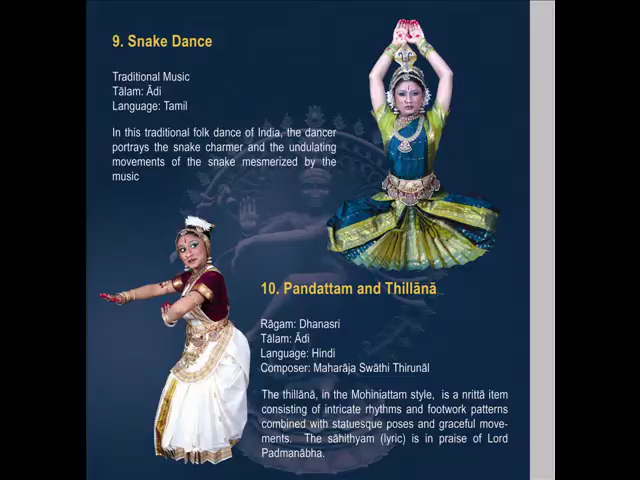 9. Snake Dance
Traditional Music
Tālam: Ādi
Language: Tamil
In this traditional folk dance of India, the dancer
portrays the snake charmer and the undulating
movements of the snake mesmerized by the
music
10. Pandattam and Thillānā
Rāgam: Dhanasri
Tālam: Ādi
Language: Hindi
Composer: Maharāja Swāthi Thirunāl
The thillānā, in the Mohiniattam style, is a nrittā item
consisting of intricate rhythms and footwork patterns
combined with statuesque poses and graceful move-
ments. The sāhithyam (lyric) is in praise of Lord
Padmanābha.